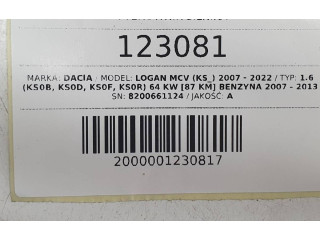 123081
MARKA: DACIA / MODEL: LOGAN MCV (KS_) 2007 - 2022 / TYP: 1.6
(KS0B, KS0D, KS0F, KS0R) 64 KW [87 KM] BENZYNA 2007 - 2013
SN: 8200661124 / JAKOŚĆ: A
2000001230817